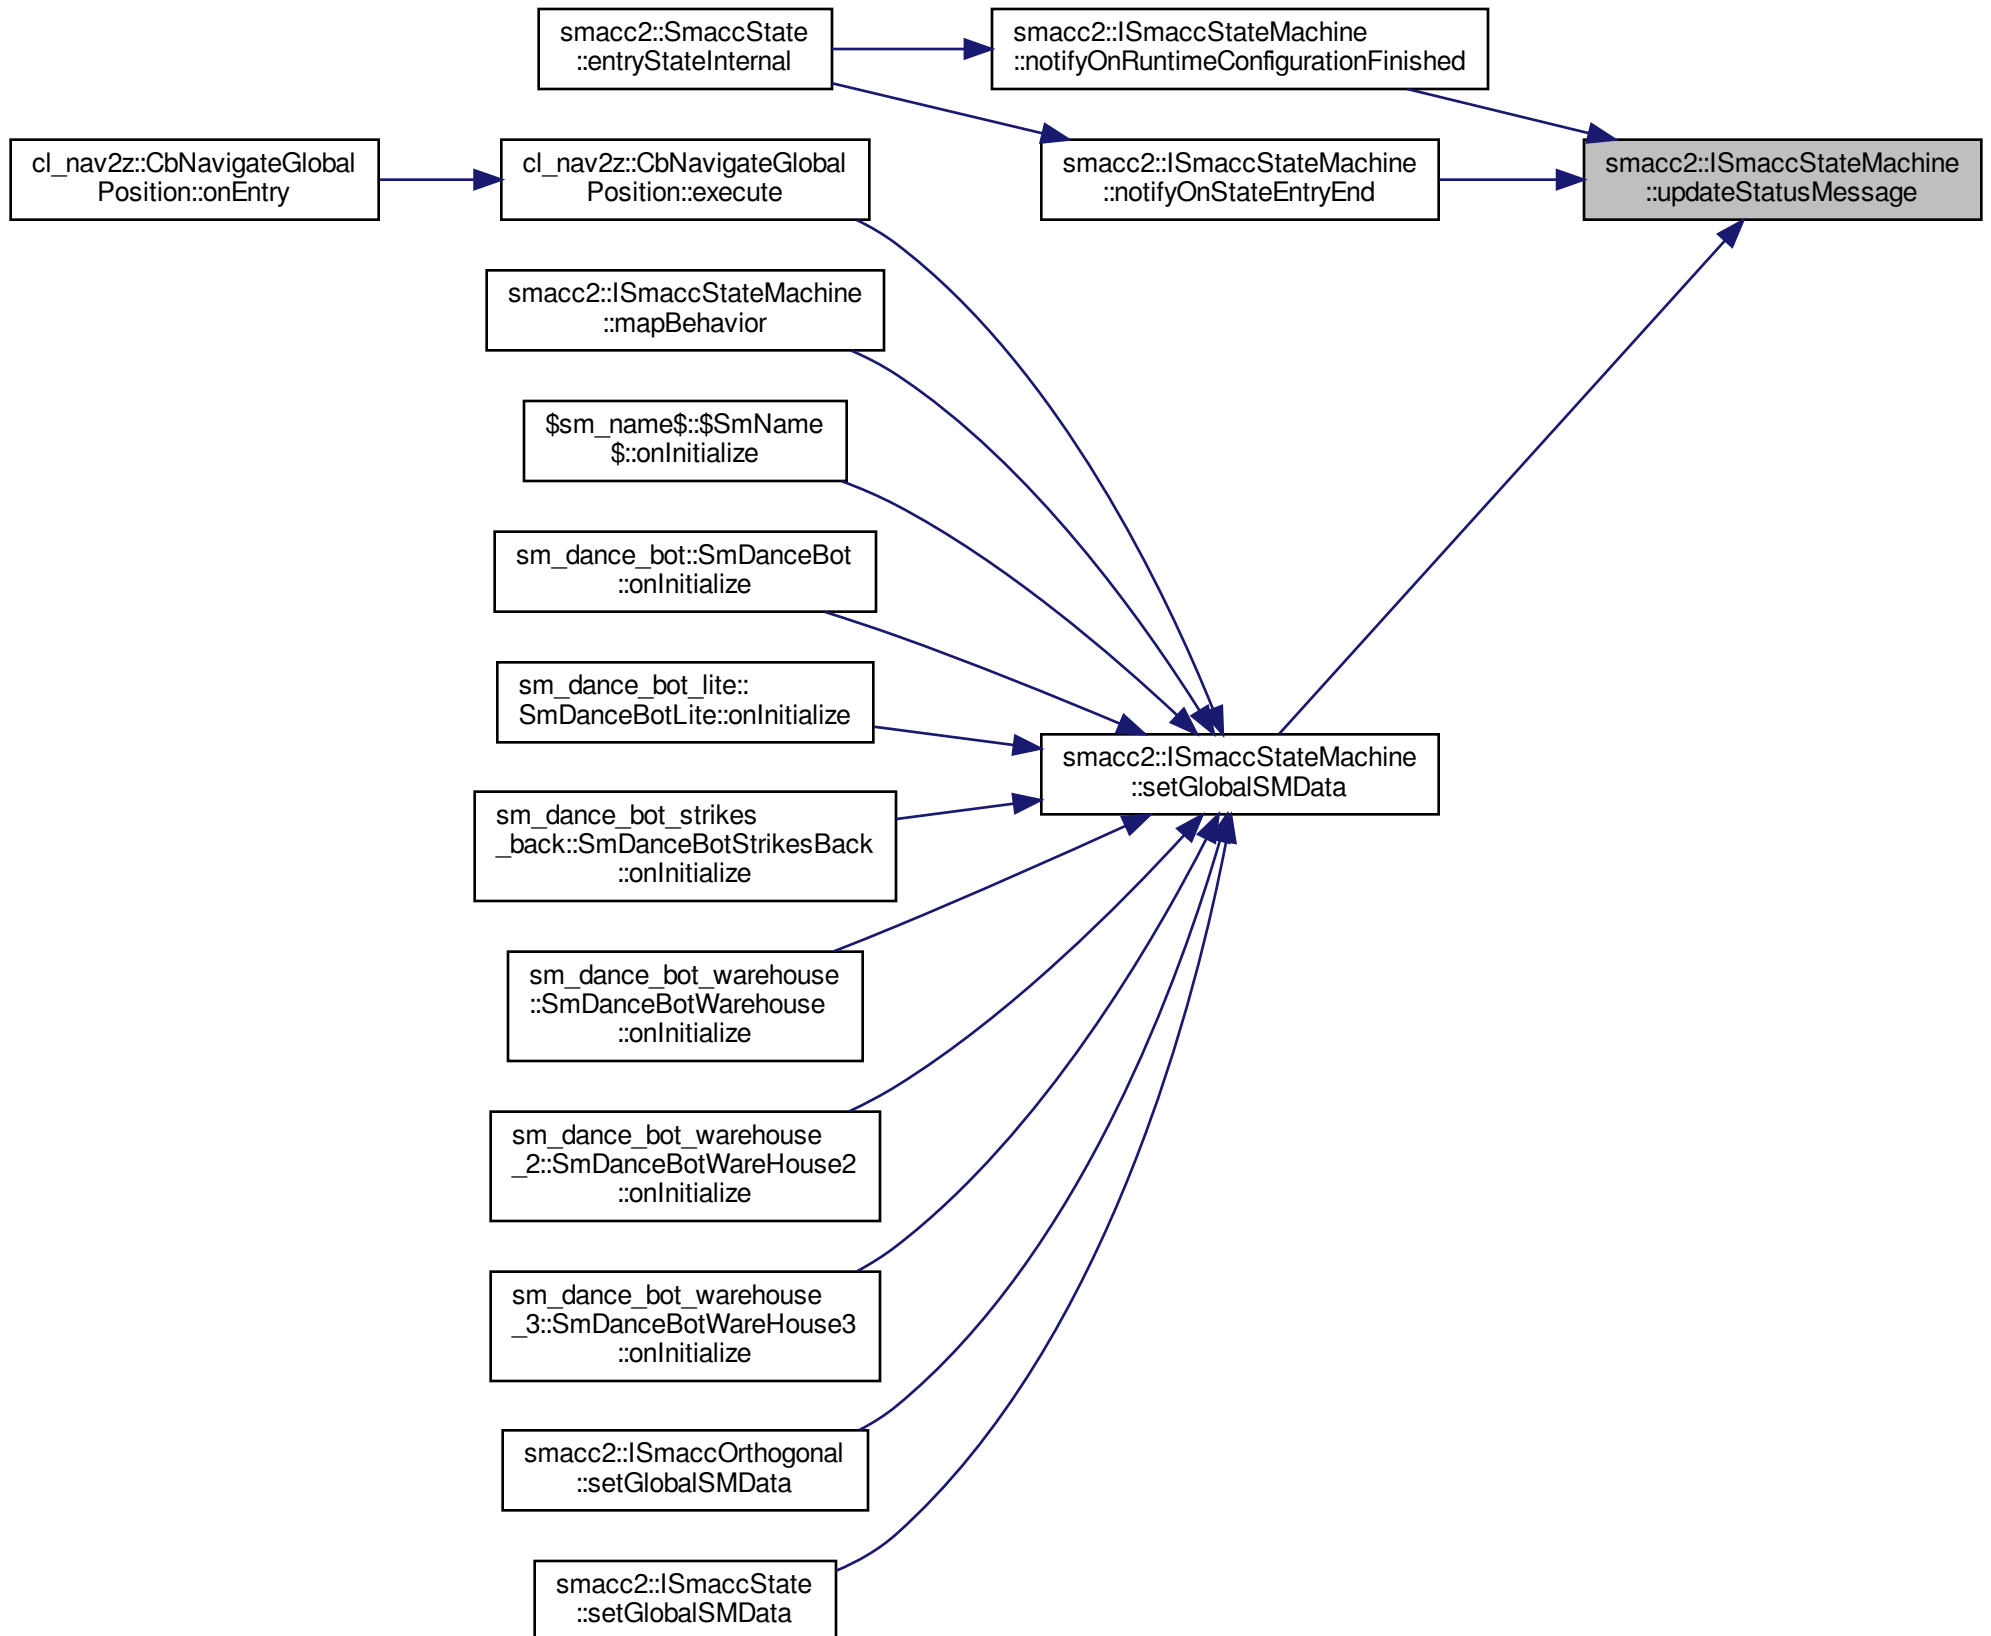 smacc2::SmaccState
::entryStateInternal
smacc2::ISmaccStateMachine
::notifyOnRuntimeConfigurationFinished
cl_nav2z::CbNavigateGlobal
Position::onEntry
cl_nav2z::CbNavigateGlobal
Position::execute
smacc2::ISmaccStateMachine
::notifyOnStateEntryEnd
smacc2::ISmaccStateMachine
::updateStatusMessage
smacc2::ISmaccStateMachine
::mapBehavior
$sm_name$::$SmName
$::onInitialize
sm_dance_bot::SmDanceBot
::onInitialize
sm_dance_bot_lite::
SmDanceBotLite::onInitialize
smacc2::ISmaccStateMachine
::setGlobalSMData
sm_dance_bot_strikes
_back::SmDanceBotStrikesBack
::onInitialize
sm_dance_bot_warehouse
::SmDanceBotWarehouse
::onInitialize
sm_dance_bot_warehouse
_2::SmDanceBotWareHouse2
::onInitialize
sm_dance_bot_warehouse
_3::SmDanceBotWareHouse3
::onInitialize
smacc2::ISmaccOrthogonal
::setGlobalSMData
smacc2::ISmaccState
::setGlobalSMData